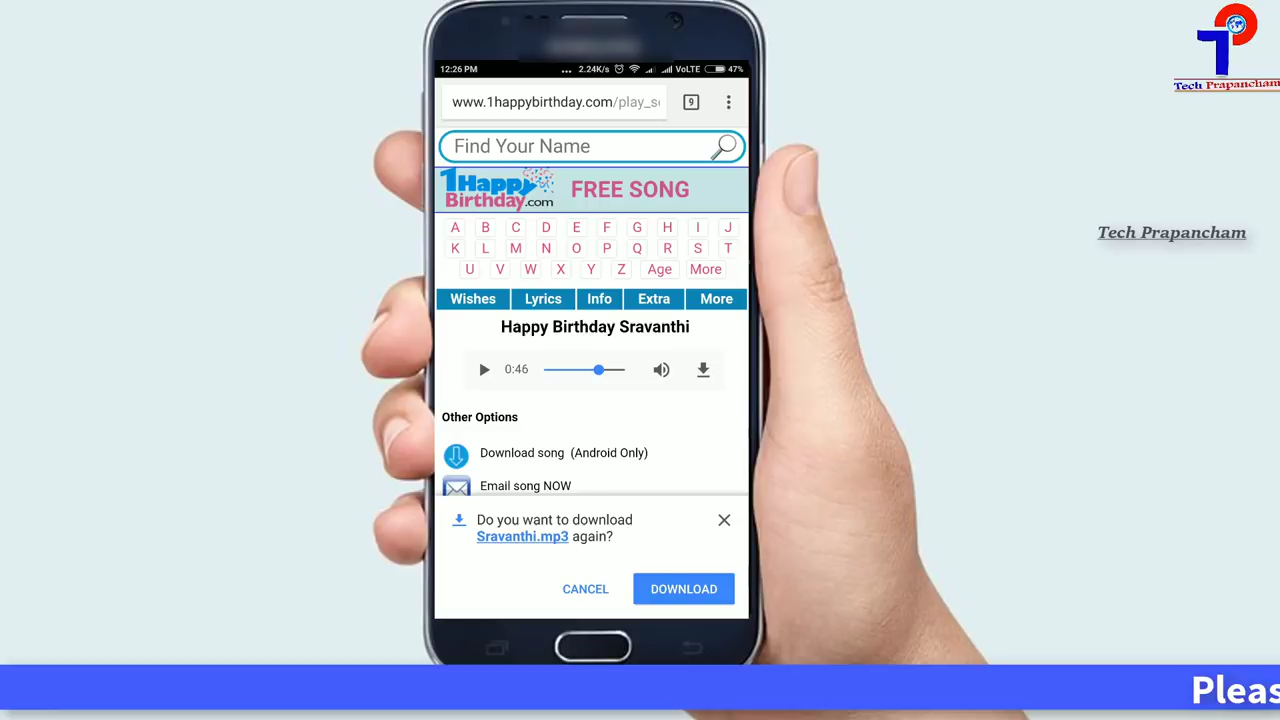 12:26 PM
... 2.24K/s VoLTE 47%
9
www.1happybirthday.com/play_s
Find Your Name
1Happy
Birthday.com
FREE SONG
A B C D E F G H I J
K L M N O P Q R S T
U V W X Y Z Age More
Wishes Lyrics Info Extra More
Happy Birthday Sravanthi
0:46
Other Options
Download song (Android Only)
Email song NOW
Do you want to download
Sravanthi.mp3 again?
CANCEL DOWNLOAD
Tech Prapancham
Tech Prapancham